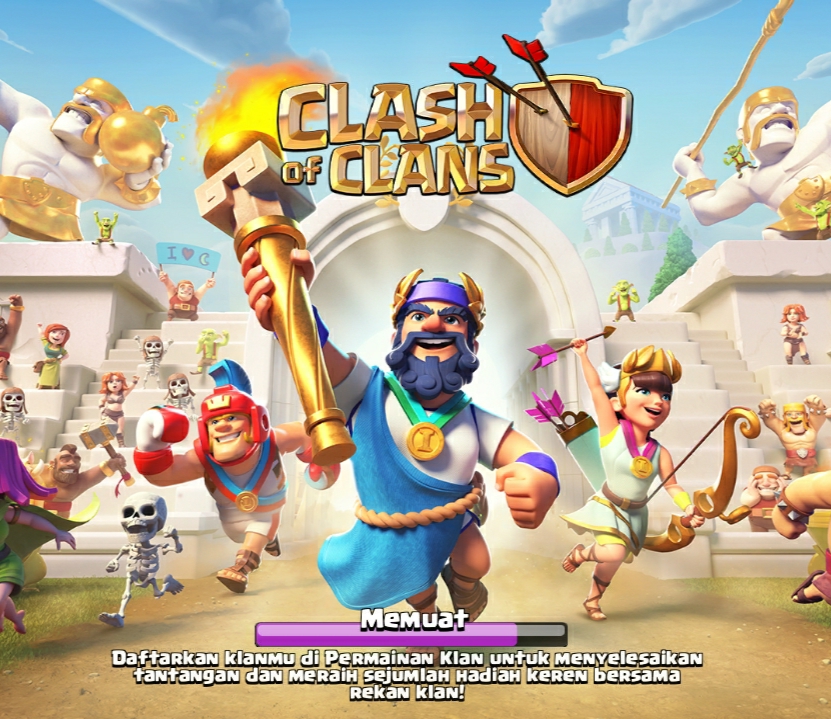 CLASH
OF CLANS
I ❤ C
I
Memuat
Daftarkan klanmu di Permainan Klan untuk menyelesaikan
tantangan dan meraih sejumlah hadiah keren bersama
rekan klan!